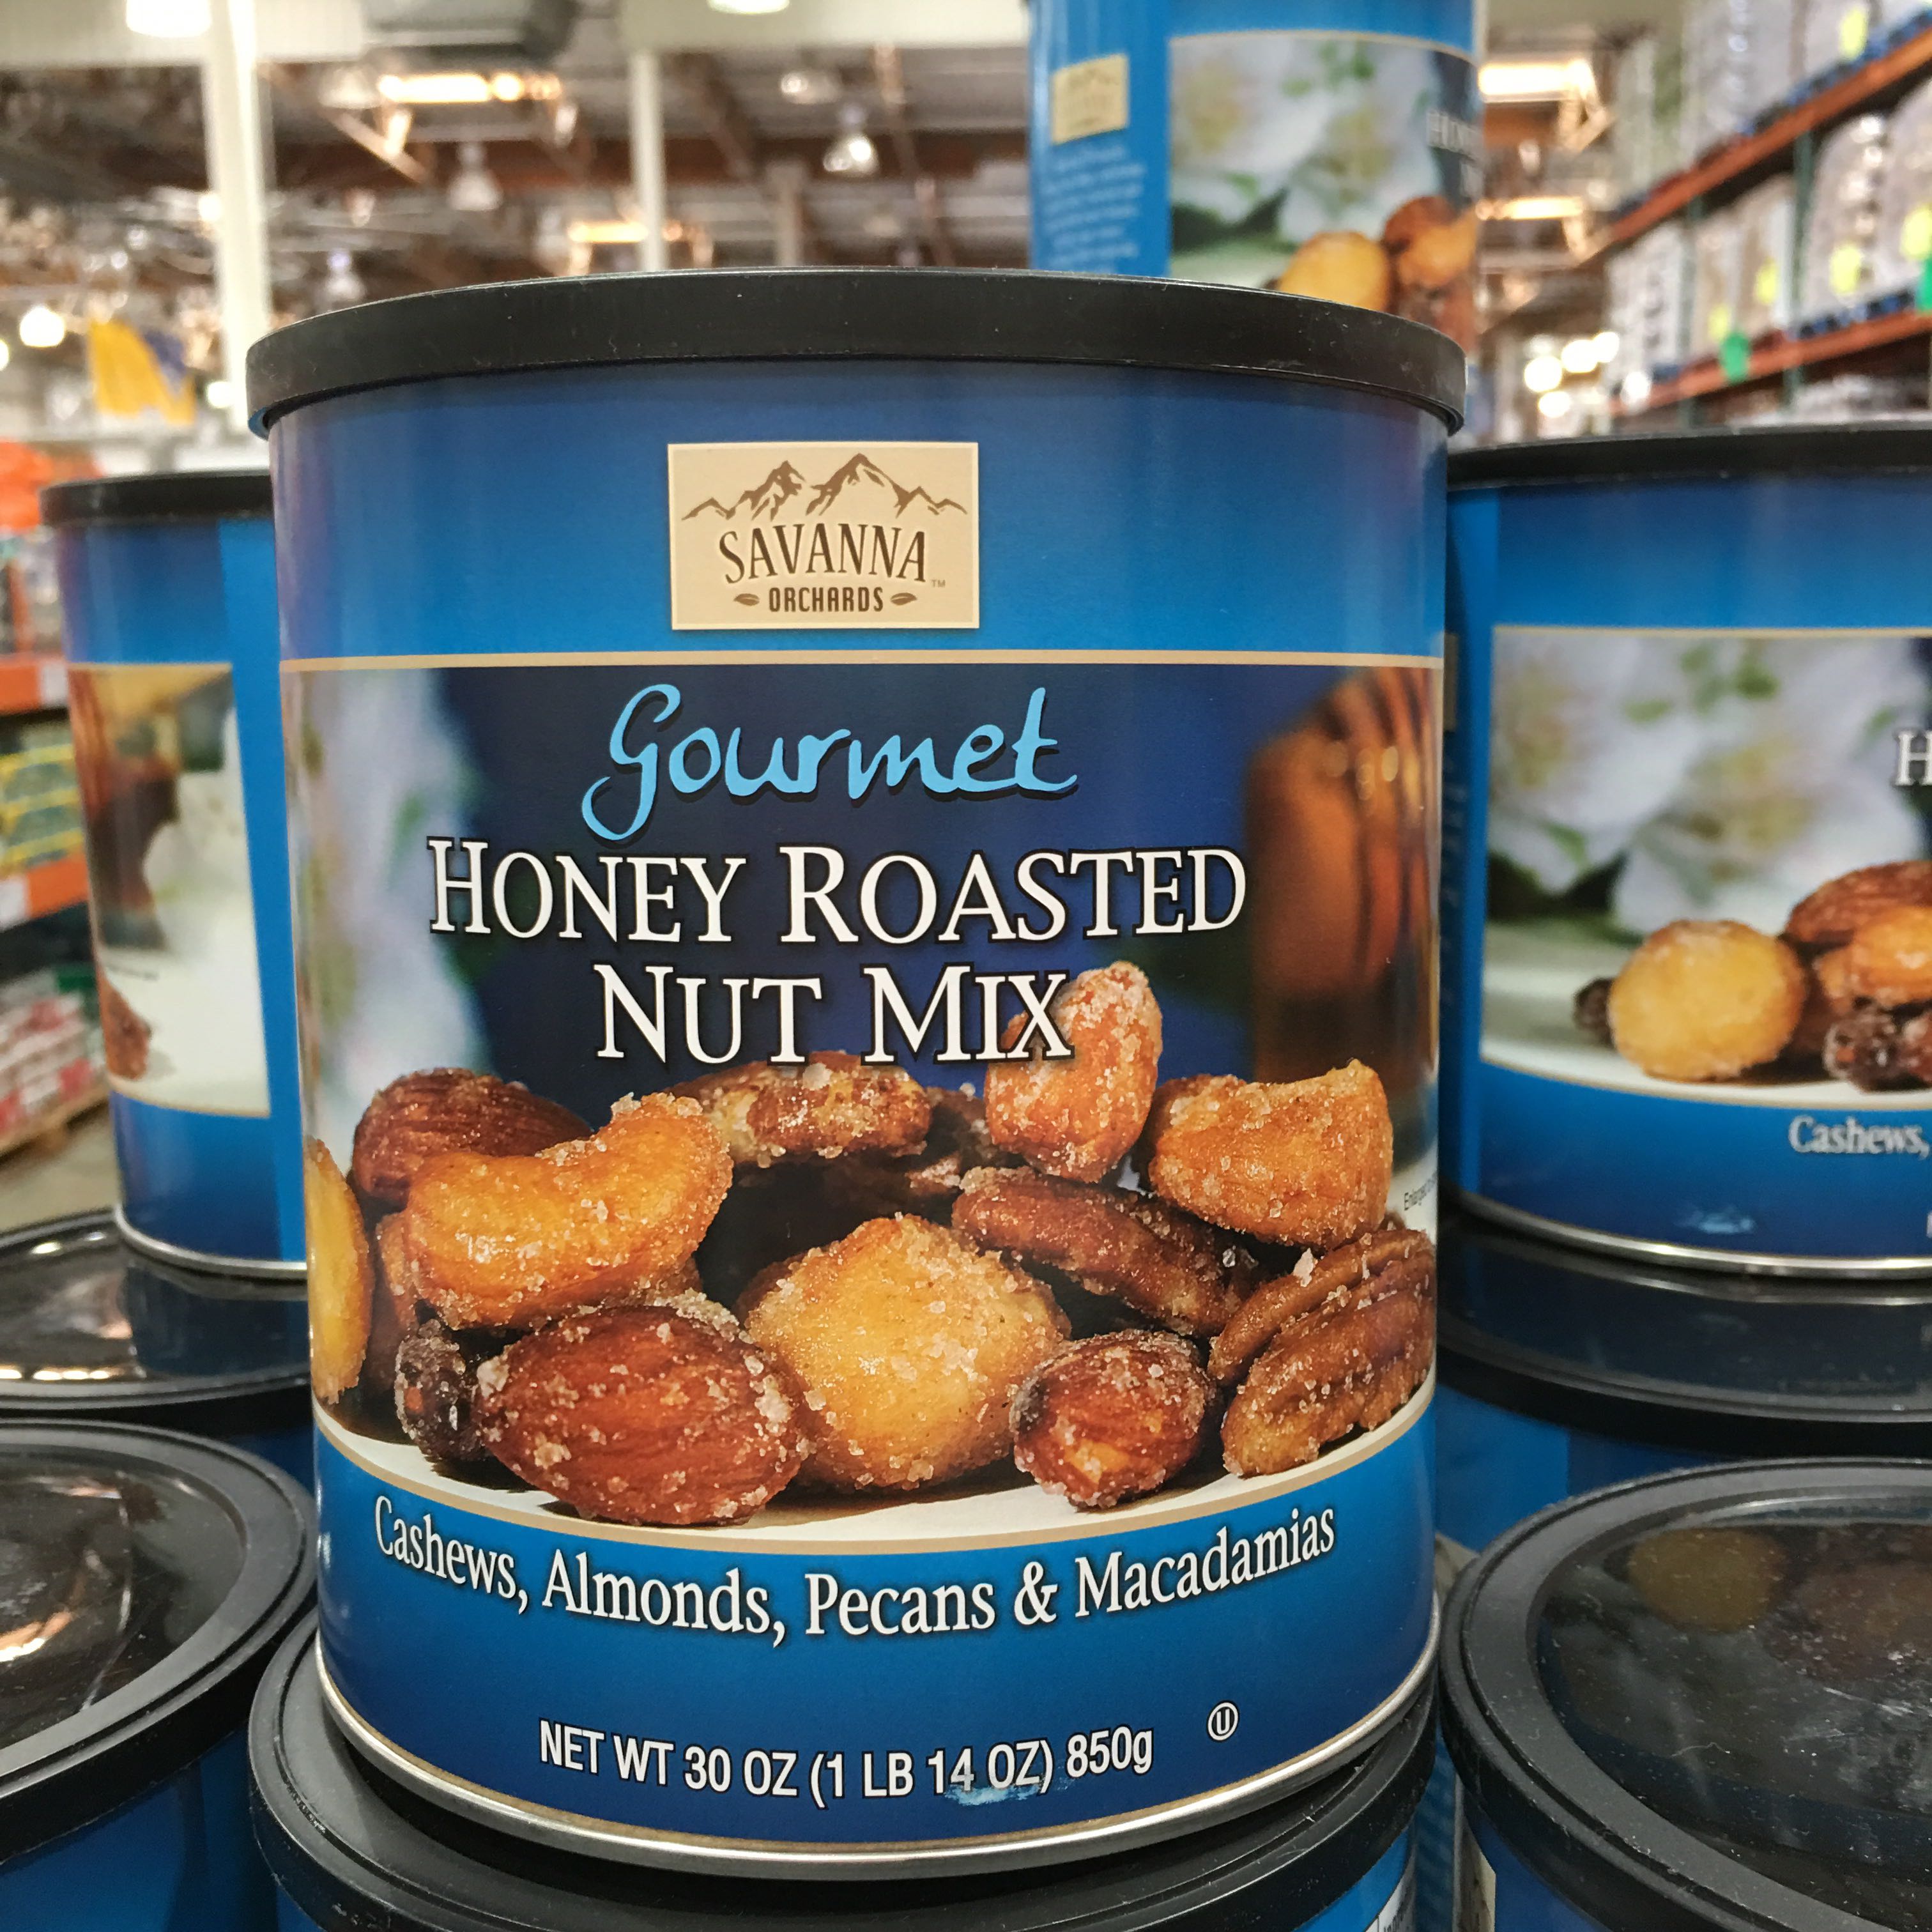 SAVANNA
ORCHARDS
™
Gourmet
HONEY ROASTED
NUT MIX
Cashews, Almonds, Pecans & Macadamias
NET WT 30 OZ (1 LB 14 OZ) 850g
U
H
Cashews,